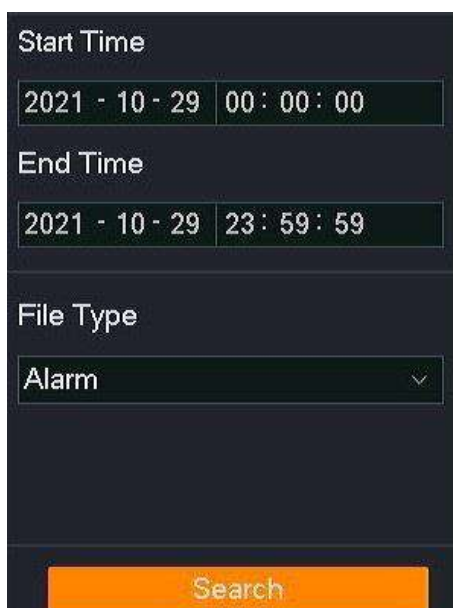 Start Time
2021 - 10 - 29 00 : 00 : 00
End Time
2021 - 10 - 29 23 : 59 : 59
File Type
Alarm
Search